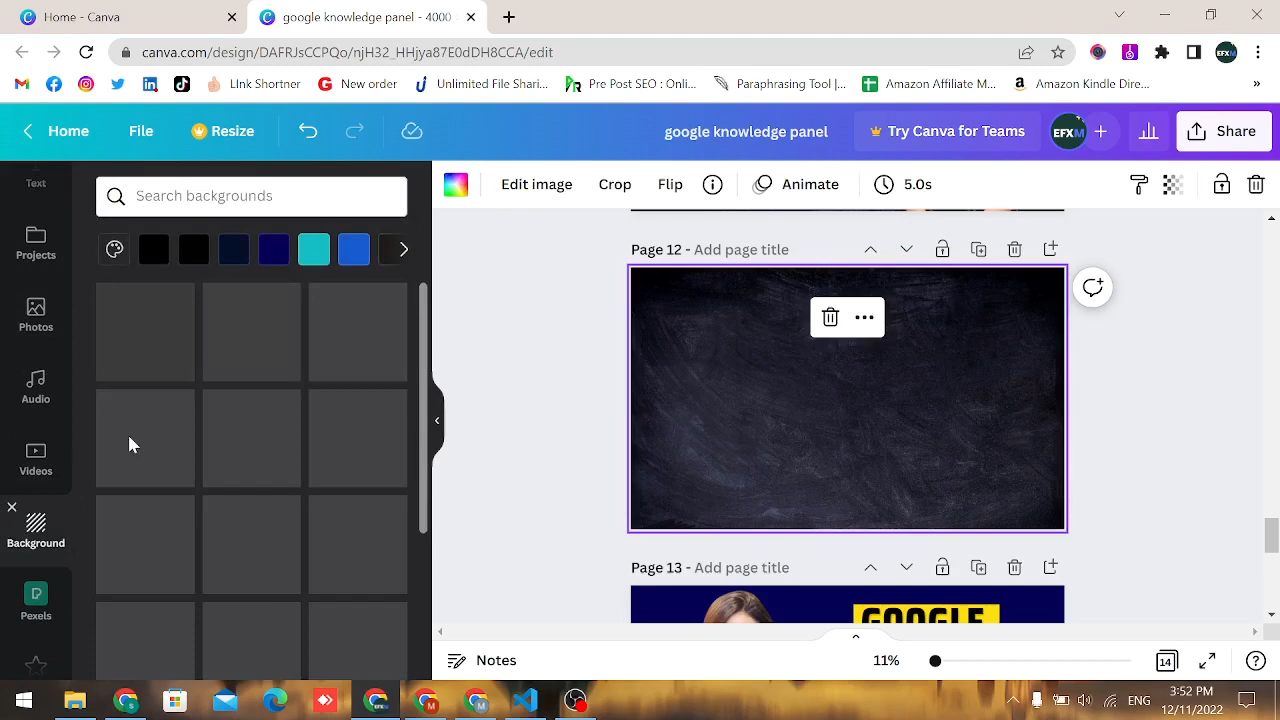 Home - Canva
google knowledge panel - 4000
canva.com/design/DAFRJsCCPQo/njH32_HHjya87E0dDH8CCA/edit
Link Shortner
New order
Unlimited File Shari...
Pre Post SEO : Onlin...
Paraphrasing Tool |...
Amazon Affiliate M...
Amazon Kindle Direc...
Home
File
Resize
google knowledge panel
Try Canva for Teams
EFXM
Share
Text
Projects
Photos
Audio
Videos
Background
Pexels
Search backgrounds
Edit image
Crop
Flip
Animate
5.0s
Page 12 - Add page title
Page 13 - Add page title
GOOGLE
Notes
11%
14
3:52 PM
ENG
12/11/2022